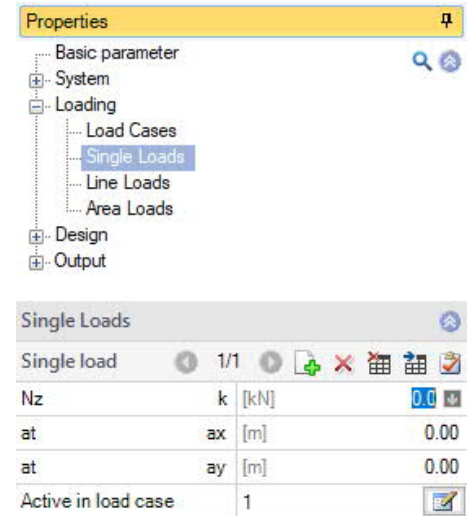 Properties
Basic parameter
System
Loading
Load Cases
Single Loads
Line Loads
Area Loads
Design
Output
Single Loads
Single load 1/1
Nz k [kN] 0.0
at ax [m] 0.00
at ay [m] 0.00
Active in load case 1